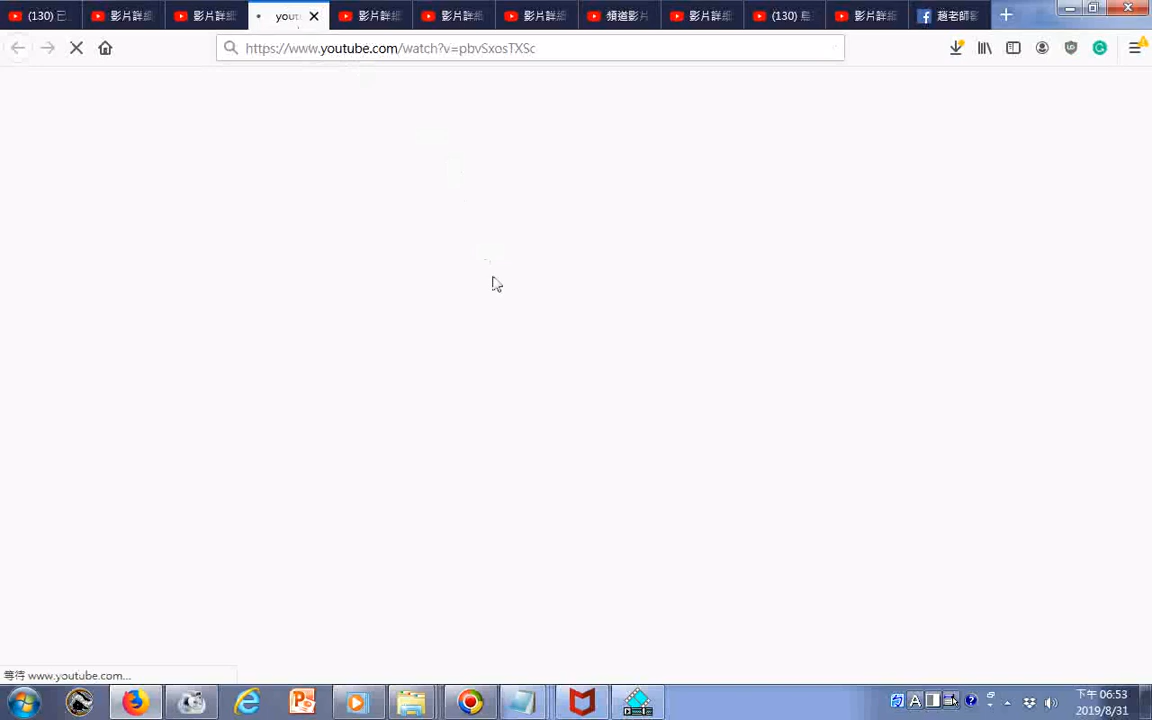 (130) 已
影片詳細
影片詳細
yout
影片詳細
影片詳細
影片詳細
頻道影片
影片詳細
(130)
影片詳細
趙老師
https://www.youtube.com/watch?v=pbvSxosTXSc
等待 www.youtube.com...
下午 06:53
2019/8/31